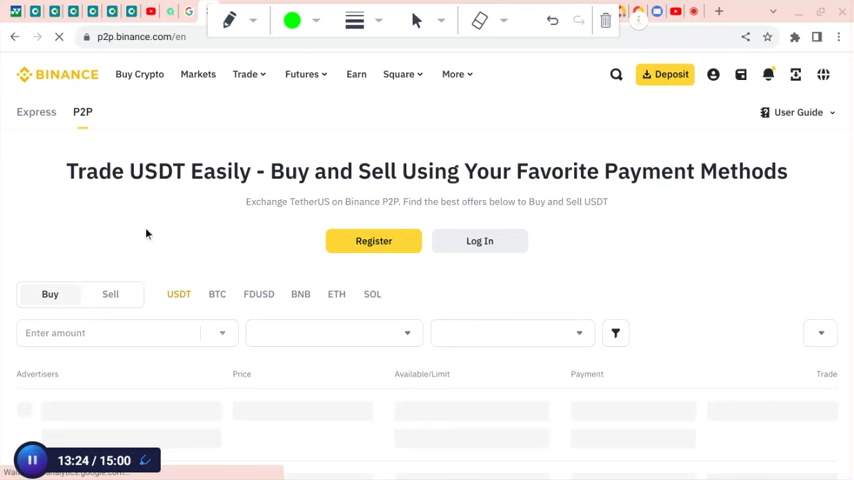 p2p.binance.com/en
BINANCE
Buy Crypto
Markets
Trade
Futures
Earn
Square
More
Deposit
Express
P2P
User Guide
Trade USDT Easily - Buy and Sell Using Your Favorite Payment Methods
Exchange TetherUS on Binance P2P. Find the best offers below to Buy and Sell USDT
Register
Log In
Buy
Sell
USDT
BTC
FDUSD
BNB
ETH
SOL
Enter amount
Advertisers
Price
Available/Limit
Payment
Trade
13:24 / 15:00